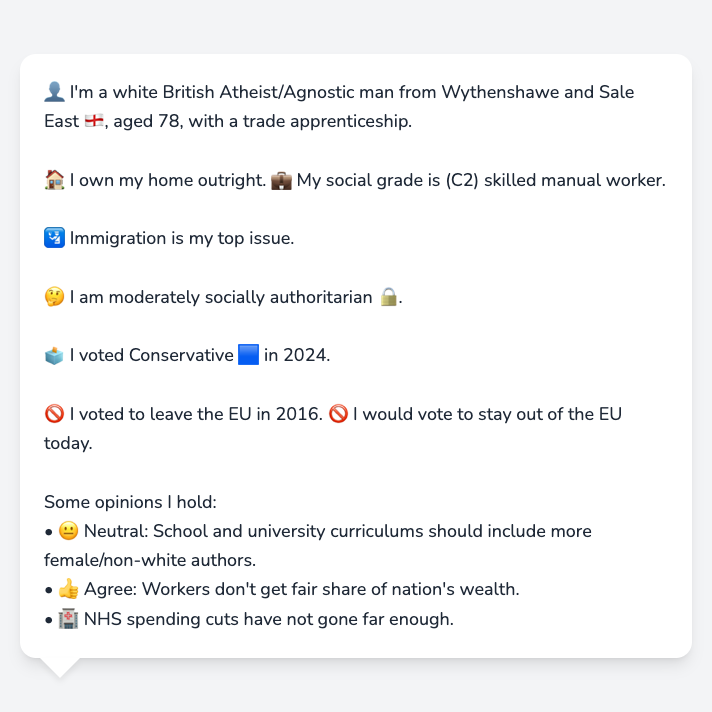 👤 I'm a white British Atheist/Agnostic man from Wythenshawe and Sale
East 🏴󠁧󠁢󠁥󠁮󠁧󠁿, aged 78, with a trade apprenticeship.
🏠 I own my home outright. 💼 My social grade is (C2) skilled manual worker.
🛂 Immigration is my top issue.
🤔 I am moderately socially authoritarian 🔒.
🗳️ I voted Conservative 🟦 in 2024.
🚫 I voted to leave the EU in 2016. 🚫 I would vote to stay out of the EU
today.
Some opinions I hold:
• 😐 Neutral: School and university curriculums should include more
female/non-white authors.
• 👍 Agree: Workers don't get fair share of nation's wealth.
• 🏥 NHS spending cuts have not gone far enough.